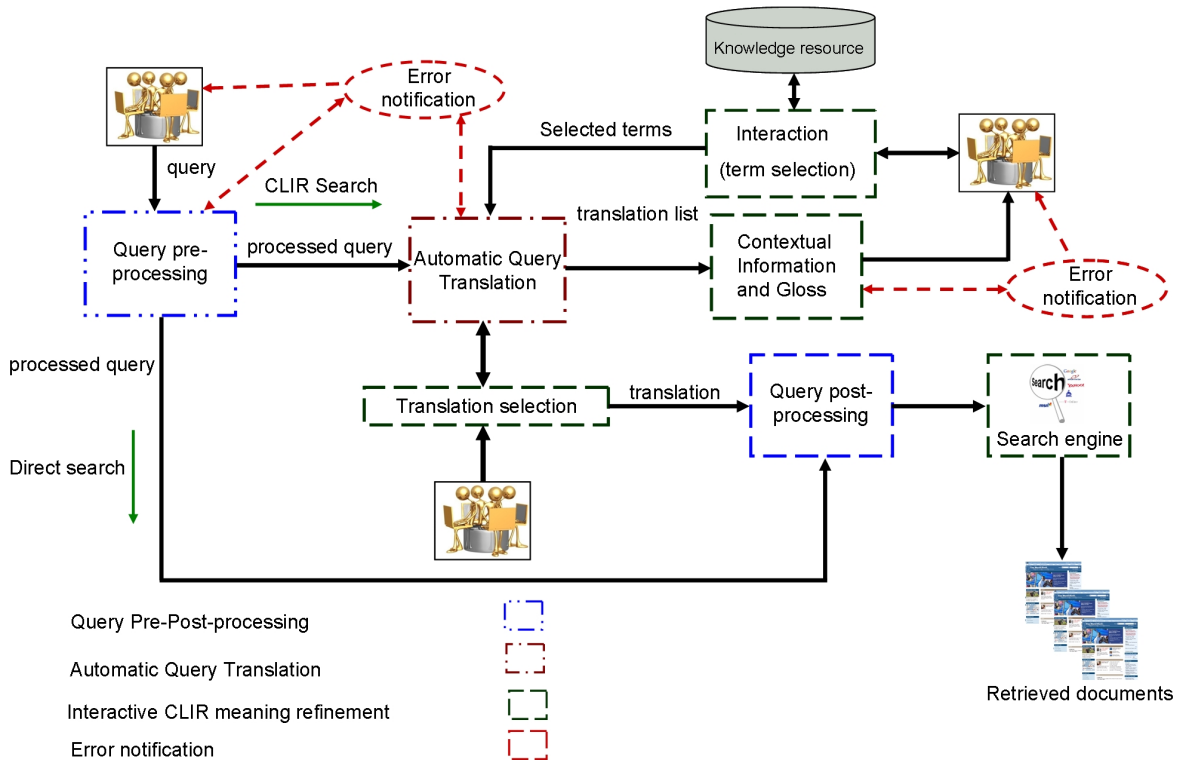 Knowledge resource
Error
notification
Selected terms
Interaction
(term selection)
query
CLIR Search
translation list
Query pre-
processing
processed query
Automatic Query
Translation
Contextual
Information
and Gloss
Error
notification
processed query
Translation selection
translation
Query post-
processing
Search
Google
Search engine
Direct search
Query Pre-Post-processing
Automatic Query Translation
Interactive CLIR meaning refinement
Error notification
Retrieved documents